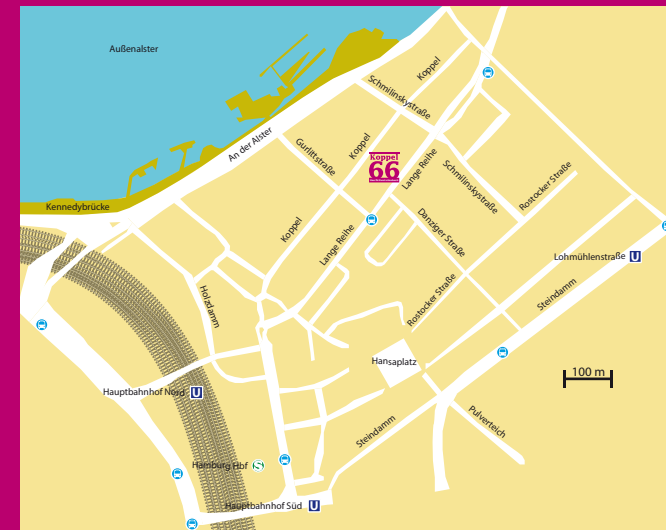 Außenalster
Koppel
Schmilinskystraße
An der Alster
Gurlittstraße
Koppel
Koppel
66
Lange Reihe
Schmilinskystraße
Rostocker Straße
Kennedybrücke
Koppel
Lange Reihe
Danziger Straße
Lohmühlenstraße U
Holzdamm
Rostocker Straße
Steindamm
Hansaplatz
100 m
Hauptbahnhof Nord U
Steindamm
Pulverteich
Hamburg Hbf S
Hauptbahnhof Süd U